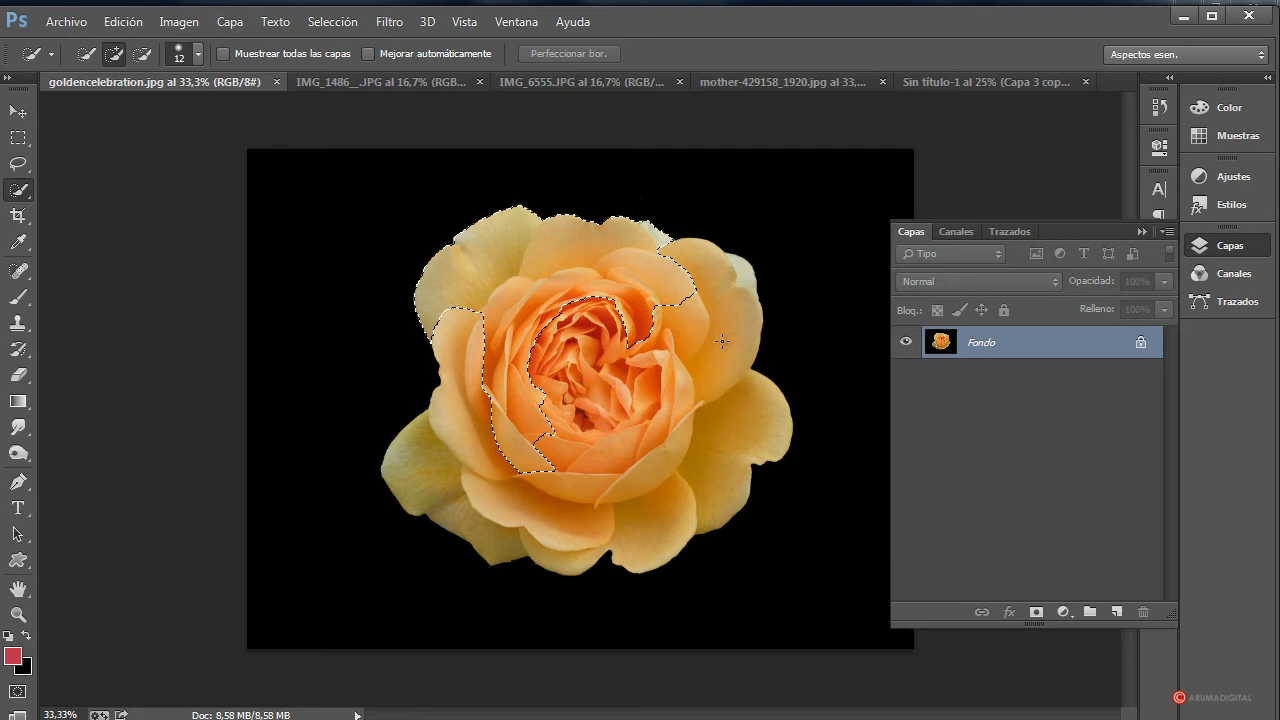 Ps Archivo Edición Imagen Capa Texto Selección Filtro 3D Vista Ventana Ayuda
12 Muestrear todas las capas Mejorar automáticamente Perfeccionar bor. Aspectos esen.
goldencelebration.jpg al 33,3% (RGB/8#) IMG_1486__.JPG al 16,7% (RGB... IMG_6555.JPG al 16,7% (RGB/... mother-429158_1920.jpg al 33,... Sin título-1 al 25% (Capa 3 cop...
Color
Muestras
Ajustes
Estilos
Capas
Canales
Trazados
Capas Canales Trazados
Tipo
Normal Opacidad: 100%
Bloq.: Relleno: 100%
Fondo
fx
33,33% Doc: 8,58 MB/8,58 MB
© ARUMADIGITAL